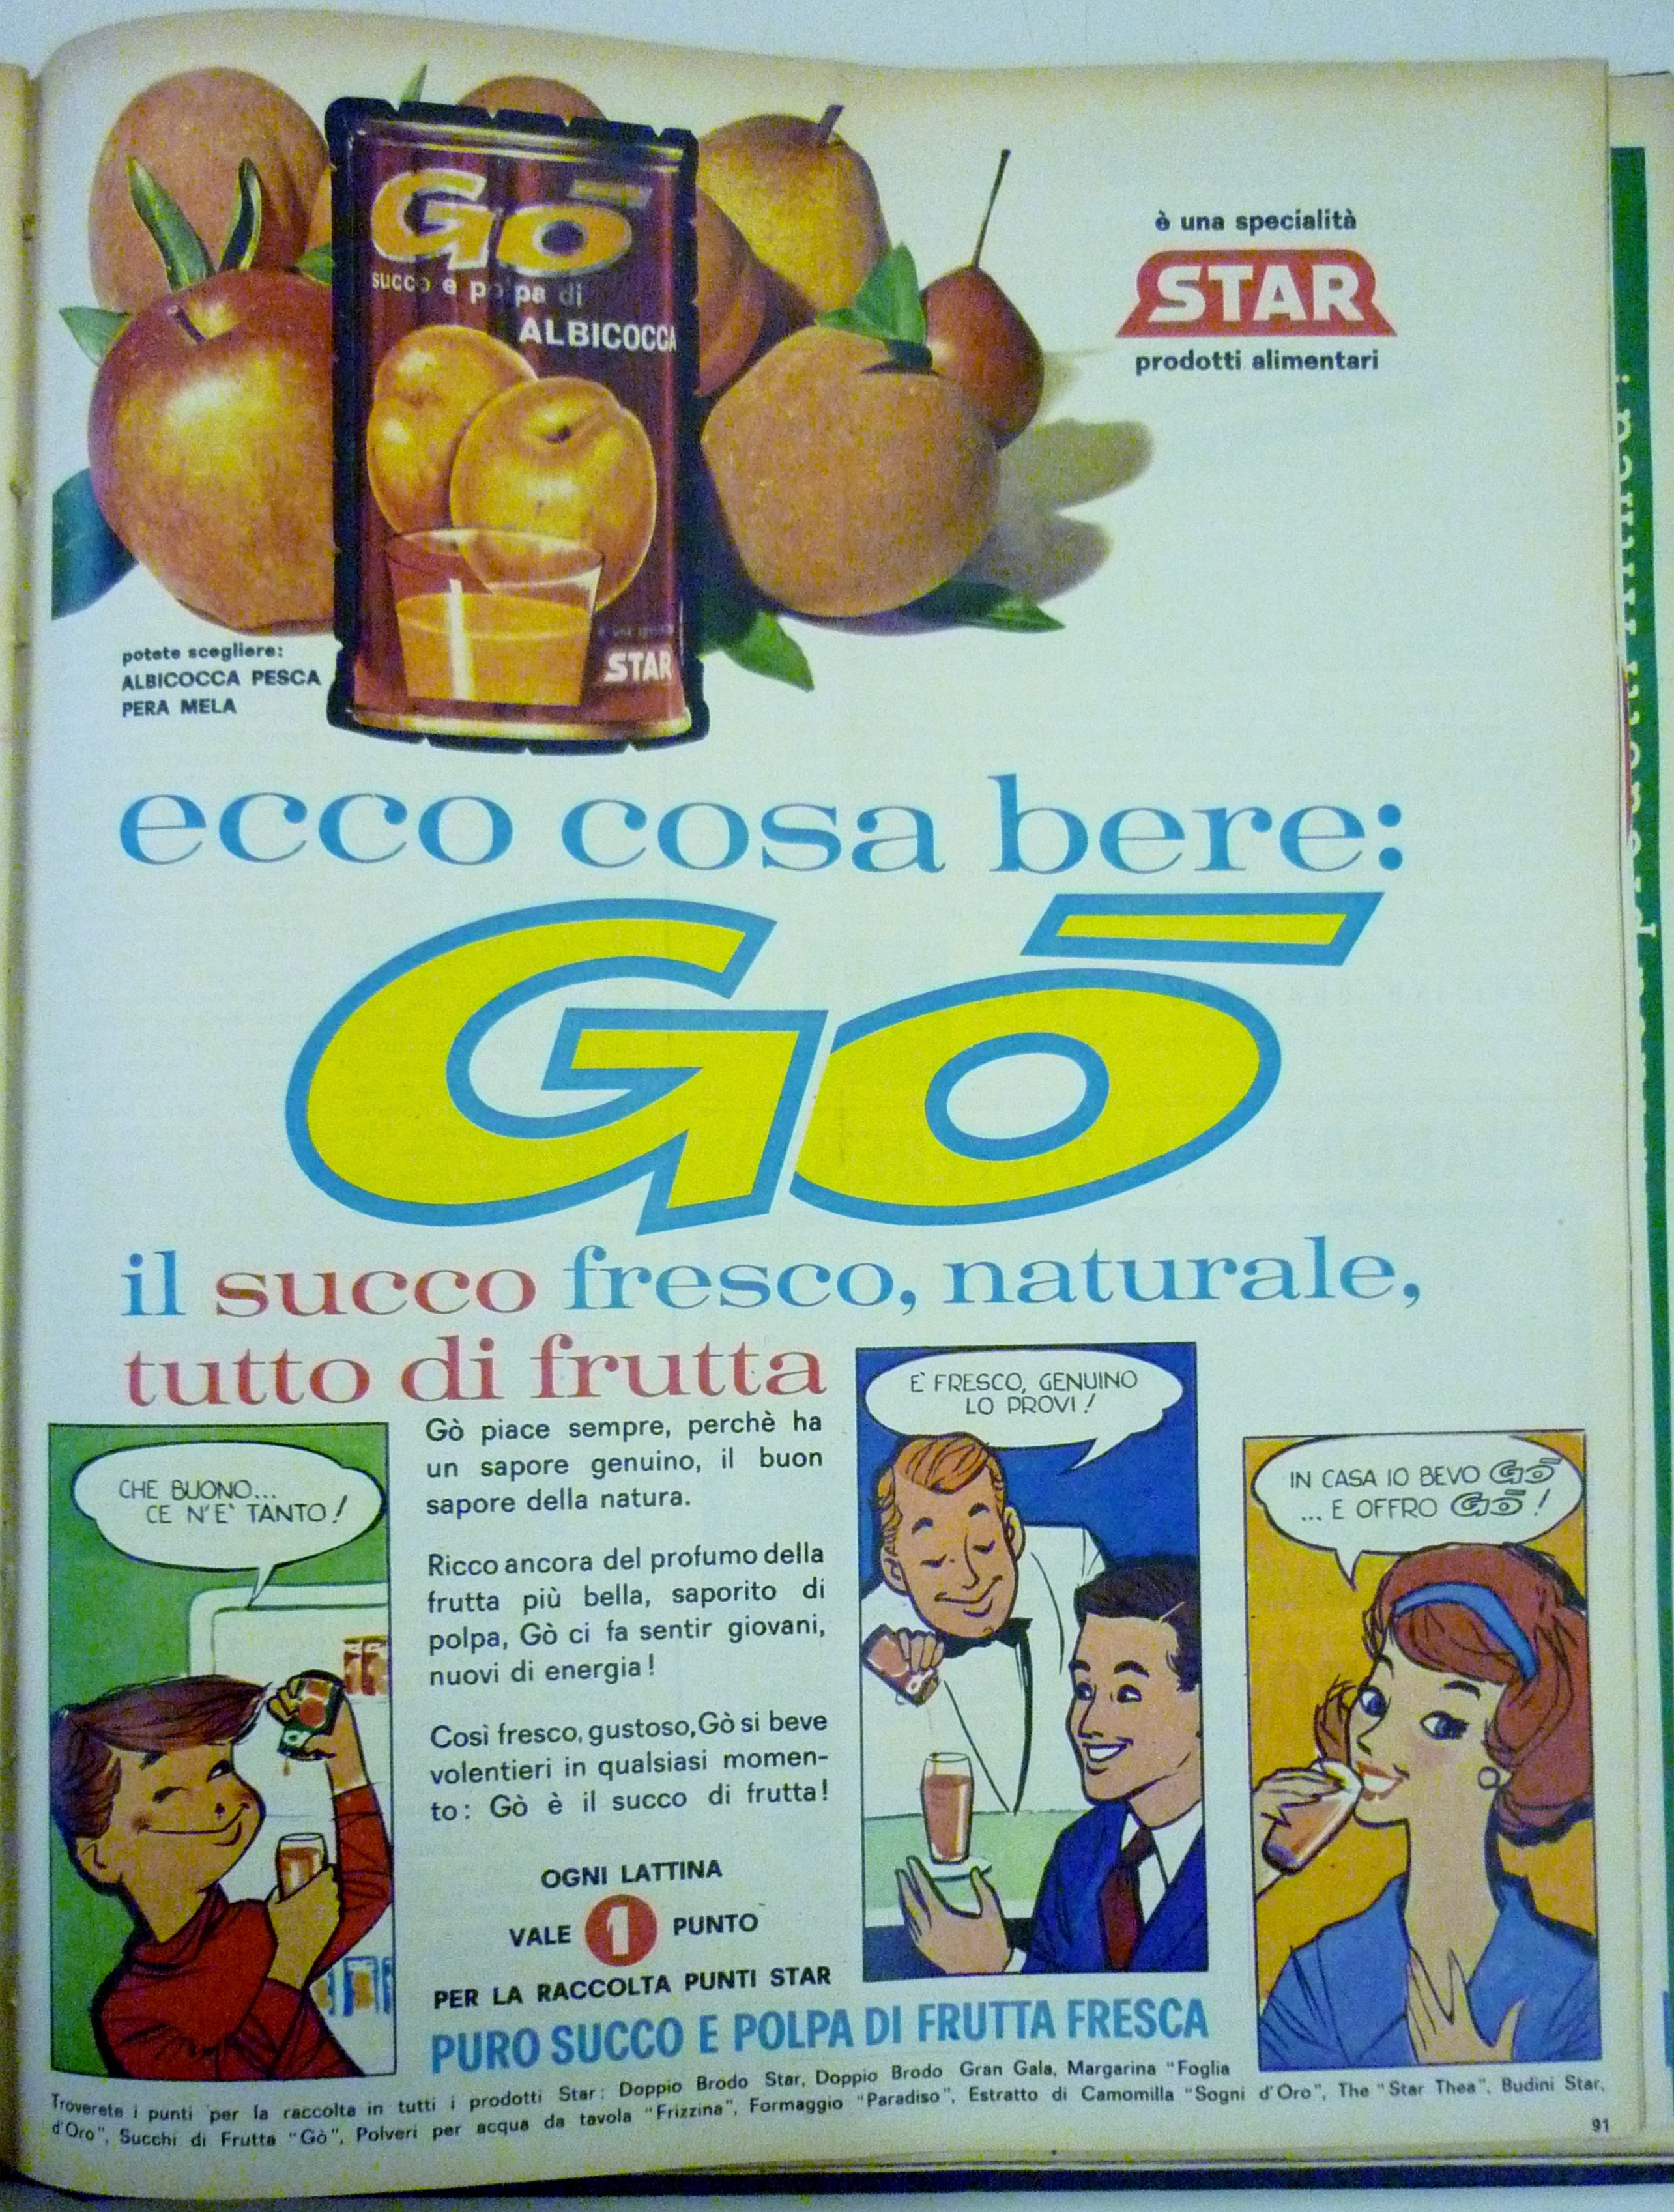 Gō
succo e polpa di
ALBICOCCA
STAR
è una specialità
STAR
prodotti alimentari
potete scegliere:
ALBICOCCA PESCA
PERA MELA
ecco cosa bere:
Gō
il succo fresco, naturale,
tutto di frutta
CHE BUONO...
CE N'E' TANTO!
Gò piace sempre, perchè ha
un sapore genuino, il buon
sapore della natura.
Ricco ancora del profumo della
frutta più bella, saporito di
polpa, Gò ci fa sentir giovani,
nuovi di energia!
Così fresco, gustoso, Gò si beve
volentieri in qualsiasi momen-
to: Gò è il succo di frutta!
OGNI LATTINA
VALE 1 PUNTO
PER LA RACCOLTA PUNTI STAR
E' FRESCO, GENUINO
LO PROVI!
IN CASA IO BEVO Gō
... E OFFRO Gō!
PURO SUCCO E POLPA DI FRUTTA FRESCA
Troverete i punti per la raccolta in tutti i prodotti Star: Doppio Brodo Star, Doppio Brodo Gran Gala, Margarina "Foglia
d'Oro", Succhi di Frutta "Gò", Polveri per acqua da tavola "Frizzina", Formaggio "Paradiso", Estratto di Camomilla "Sogni d'Oro", The "Star Thea", Budini Star.
91